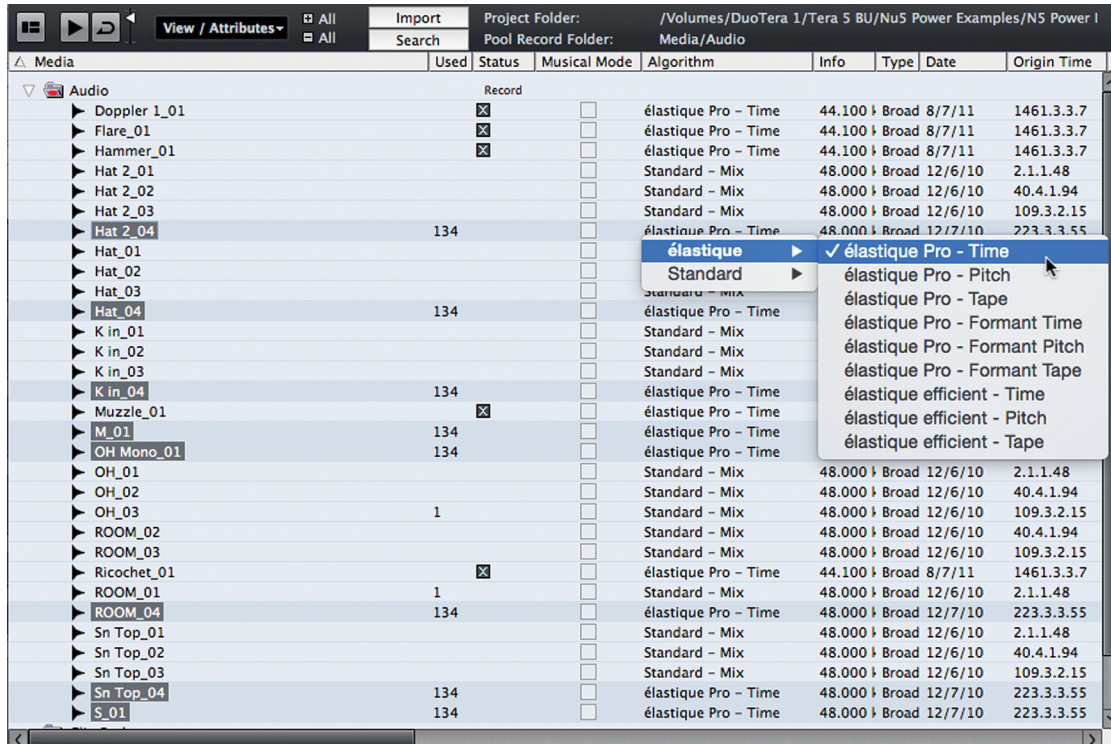 View / Attributes
All
All
Import
Search
Project Folder: /Volumes/DuoTera 1/Tera 5 BU/Nu5 Power Examples/N5 Power
Pool Record Folder: Media/Audio
Media Used Status Musical Mode Algorithm Info Type Date Origin Time
Audio Record
Doppler 1_01 élastique Pro – Time 44.100 Broad 8/7/11 1461.3.3.7
Flare_01 élastique Pro – Time 44.100 Broad 8/7/11 1461.3.3.7
Hammer_01 élastique Pro – Time 44.100 Broad 8/7/11 1461.3.3.7
Hat 2_01 Standard – Mix 48.000 Broad 12/6/10 2.1.1.48
Hat 2_02 Standard – Mix 48.000 Broad 12/6/10 40.4.1.94
Hat 2_03 Standard – Mix 48.000 Broad 12/6/10 109.3.2.15
Hat 2_04 134 élastique Pro – Time 48.000 Broad 12/7/10 223.3.3.55
Hat_01
Hat_02
Hat_03 Standard – Mix
Hat_04 134 élastique Pro – Time
K in_01 Standard – Mix
K in_02 Standard – Mix
K in_03 Standard – Mix
K in_04 134 élastique Pro – Time
Muzzle_01 élastique Pro – Time
M_01 134 élastique Pro – Time
OH Mono_01 134 élastique Pro – Time
OH_01 Standard – Mix 48.000 Broad 12/6/10 2.1.1.48
OH_02 Standard – Mix 48.000 Broad 12/6/10 40.4.1.94
OH_03 1 Standard – Mix 48.000 Broad 12/6/10 109.3.2.15
ROOM_02 Standard – Mix 48.000 Broad 12/6/10 40.4.1.94
ROOM_03 Standard – Mix 48.000 Broad 12/6/10 109.3.2.15
Ricochet_01 élastique Pro – Time 44.100 Broad 8/7/11 1461.3.3.7
ROOM_01 1 Standard – Mix 48.000 Broad 12/6/10 2.1.1.48
ROOM_04 134 élastique Pro – Time 48.000 Broad 12/7/10 223.3.3.55
Sn Top_01 Standard – Mix 48.000 Broad 12/6/10 2.1.1.48
Sn Top_02 Standard – Mix 48.000 Broad 12/6/10 40.4.1.94
Sn Top_03 Standard – Mix 48.000 Broad 12/6/10 109.3.2.15
Sn Top_04 134 élastique Pro – Time 48.000 Broad 12/7/10 223.3.3.55
S_01 134 élastique Pro – Time 48.000 Broad 12/7/10 223.3.3.55
élastique
Standard
élastique Pro - Time
élastique Pro - Pitch
élastique Pro - Tape
élastique Pro - Formant Time
élastique Pro - Formant Pitch
élastique Pro - Formant Tape
élastique efficient - Time
élastique efficient - Pitch
élastique efficient - Tape